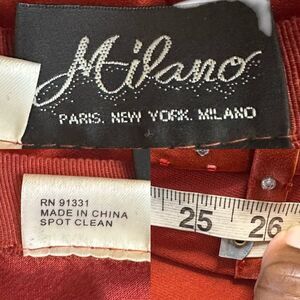 Milano
PARIS. NEW YORK. MILANO
RN 91331
MADE IN CHINA
SPOT CLEAN
25 26